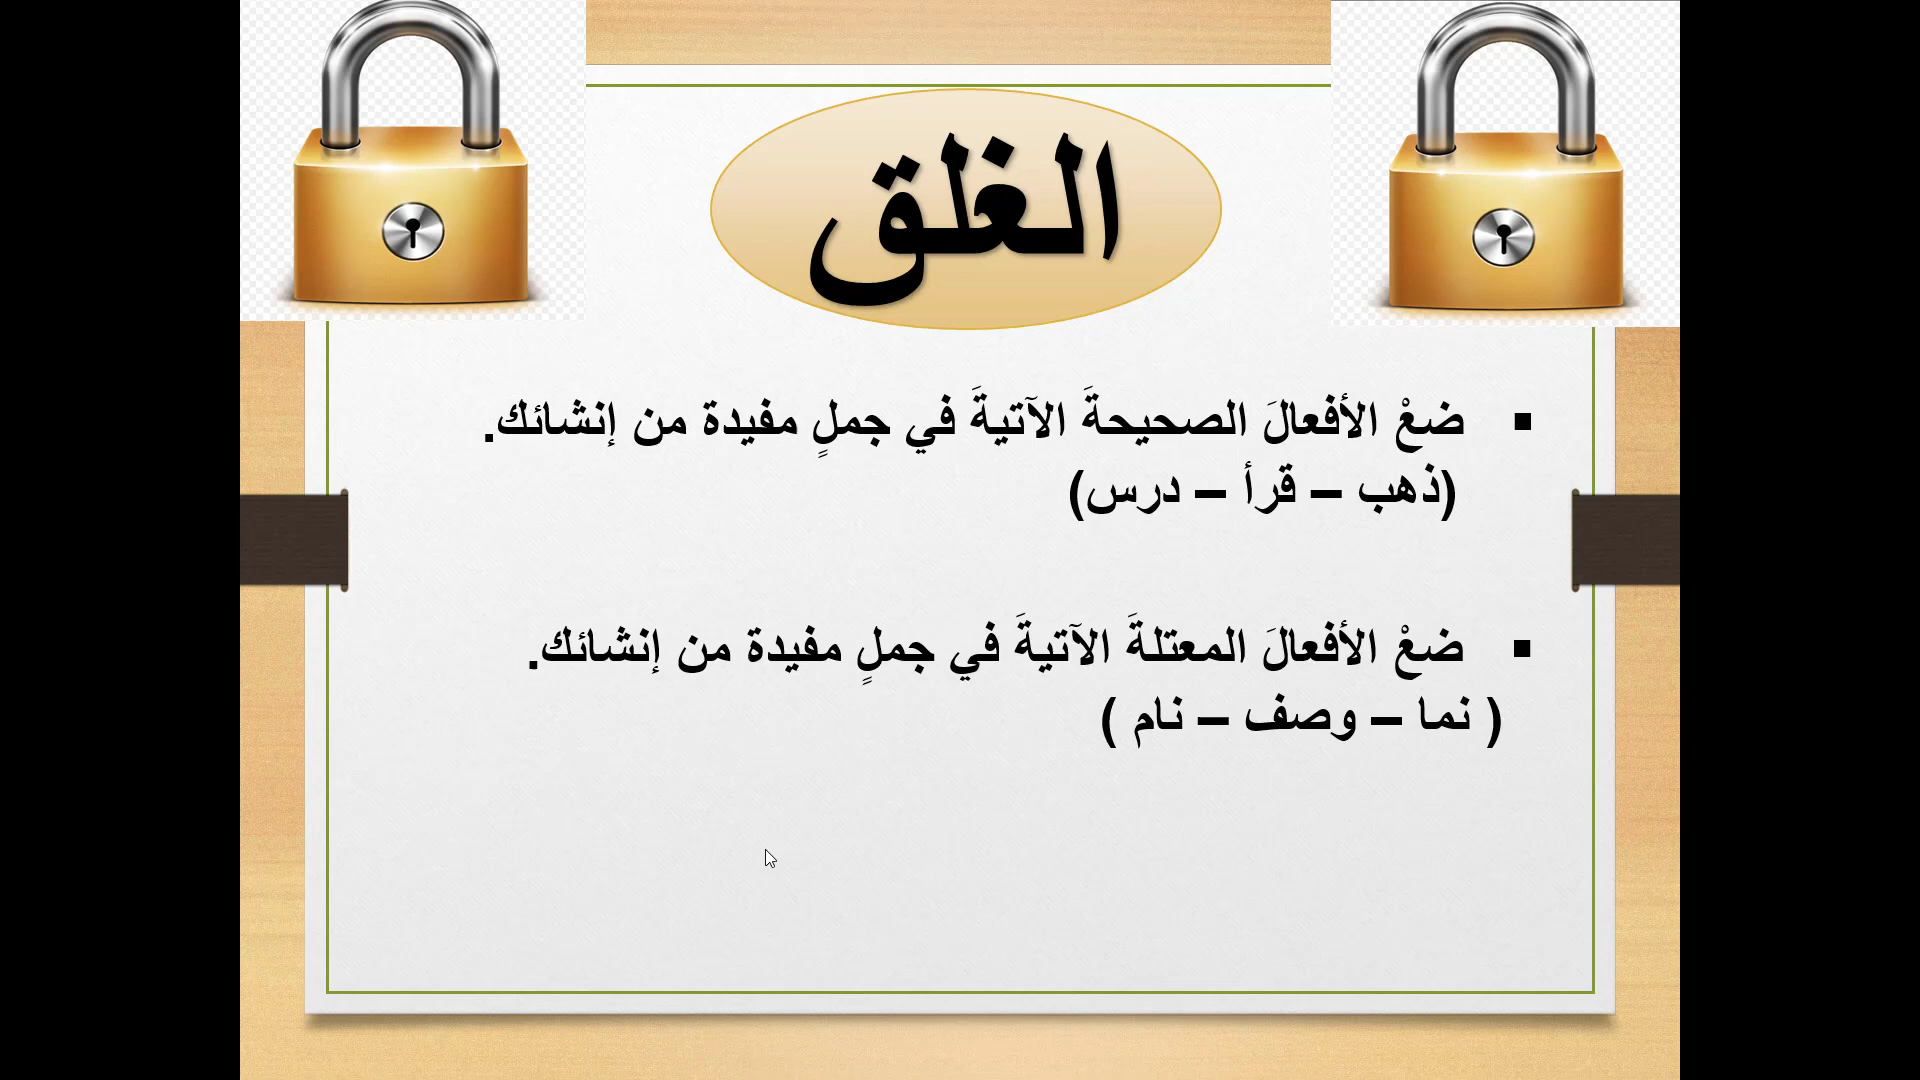 الغلق
▪ ضعْ الأفعالَ الصحيحةَ الآتيةَ في جملٍ مفيدة من إنشائك.
(ذهب – قرأ – درس)
▪ ضعْ الأفعالَ المعتلةَ الآتيةَ في جملٍ مفيدة من إنشائك.
( نما – وصف – نام )